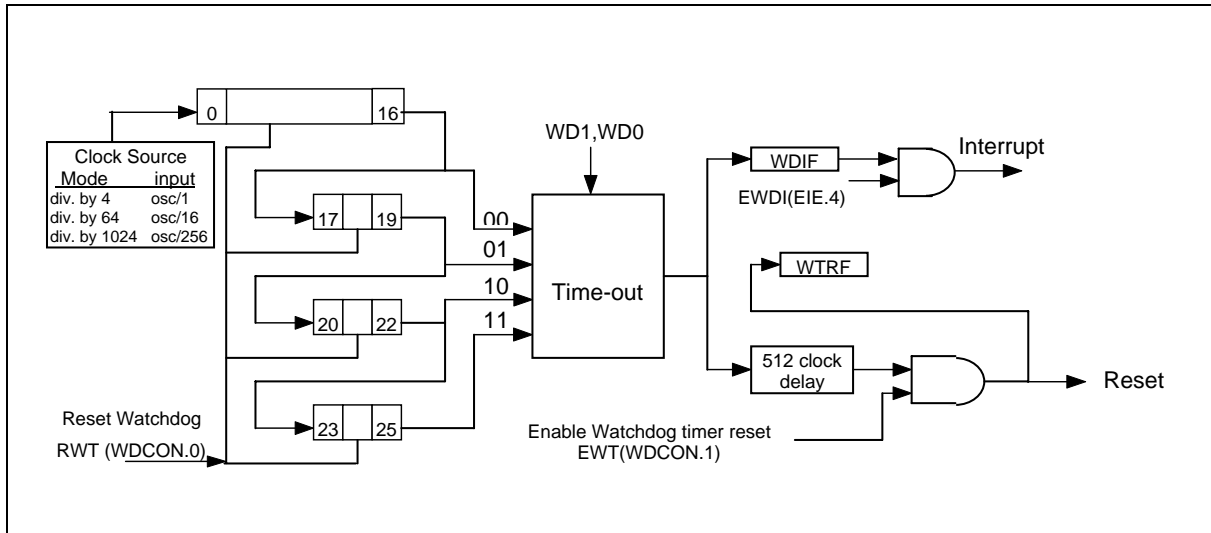 0 16
Clock Source
Mode input
div. by 4 osc/1
div. by 64 osc/16
div. by 1024 osc/256
17 19
20 22
23 25
Reset Watchdog
RWT (WDCON.0)
WD1,WD0
00
01
10
11
Time-out
WDIF
EWDI(EIE.4)
Interrupt
WTRF
512 clock
delay
Reset
Enable Watchdog timer reset
EWT(WDCON.1)